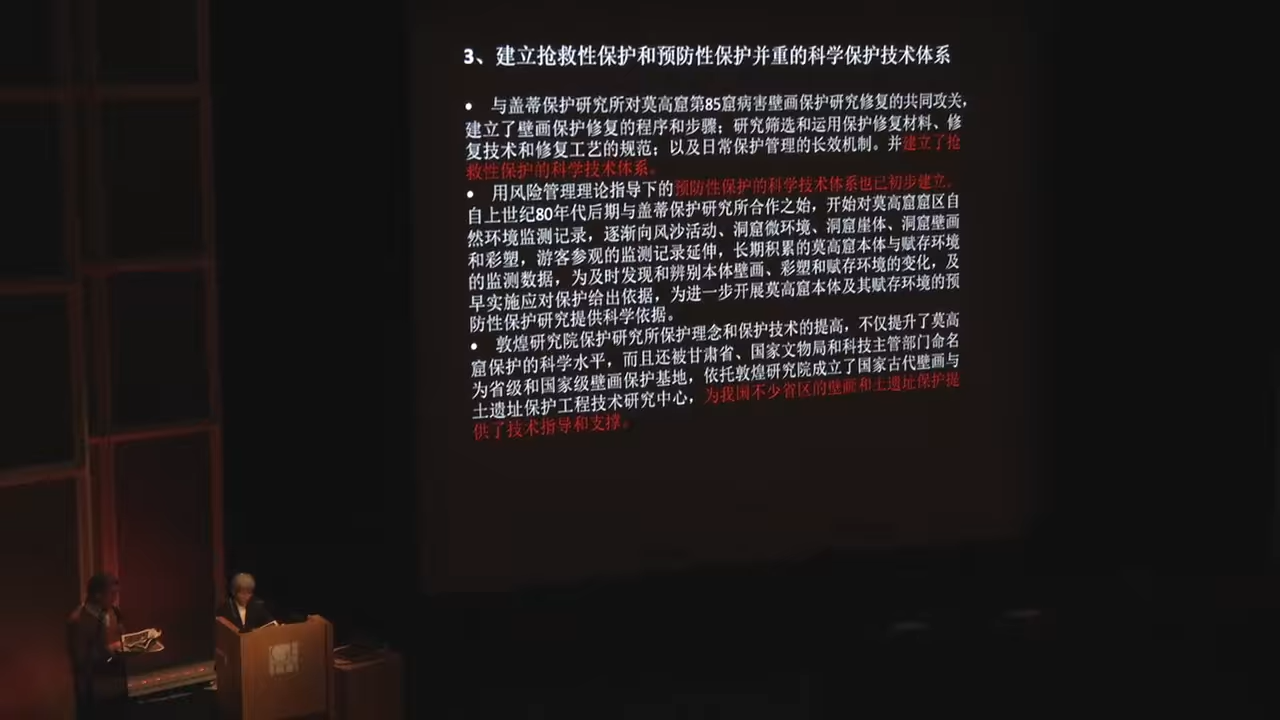 3、建立抢救性保护和预防性保护并重的科学保护技术体系
• 与盖蒂保护研究所对莫高窟第85窟病害壁画保护研究修复的共同攻关，
建立了壁画保护修复的程序和步骤；研究筛选和运用保护修复材料、修
复技术和修复工艺的规范；以及日常保护管理的长效机制。并建立了抢
救性保护的科学技术体系。
• 用风险管理理论指导下的预防性保护的科学技术体系也已初步建立。
自上世纪80年代后期与盖蒂保护研究所合作之始，开始对莫高窟窟区自
然环境监测记录，逐渐向风沙活动、洞窟微环境、洞窟崖体、洞窟壁画
和彩塑，游客参观的监测记录延伸，长期积累的莫高窟本体与赋存环境
的监测数据，为及时发现和辨别本体壁画、彩塑和赋存环境的变化，及
早实施应对保护给出依据，为进一步开展莫高窟本体及其赋存环境的预
防性保护研究提供科学依据。
• 敦煌研究院保护研究所保护理念和保护技术的提高，不仅提升了莫高
窟保护的科学水平，而且还被甘肃省、国家文物局和科技主管部门命名
为省级和国家级壁画保护基地，依托敦煌研究院成立了国家古代壁画与
土遗址保护工程技术研究中心，为我国不少省区的壁画和土遗址保护提
供了技术指导和支撑。